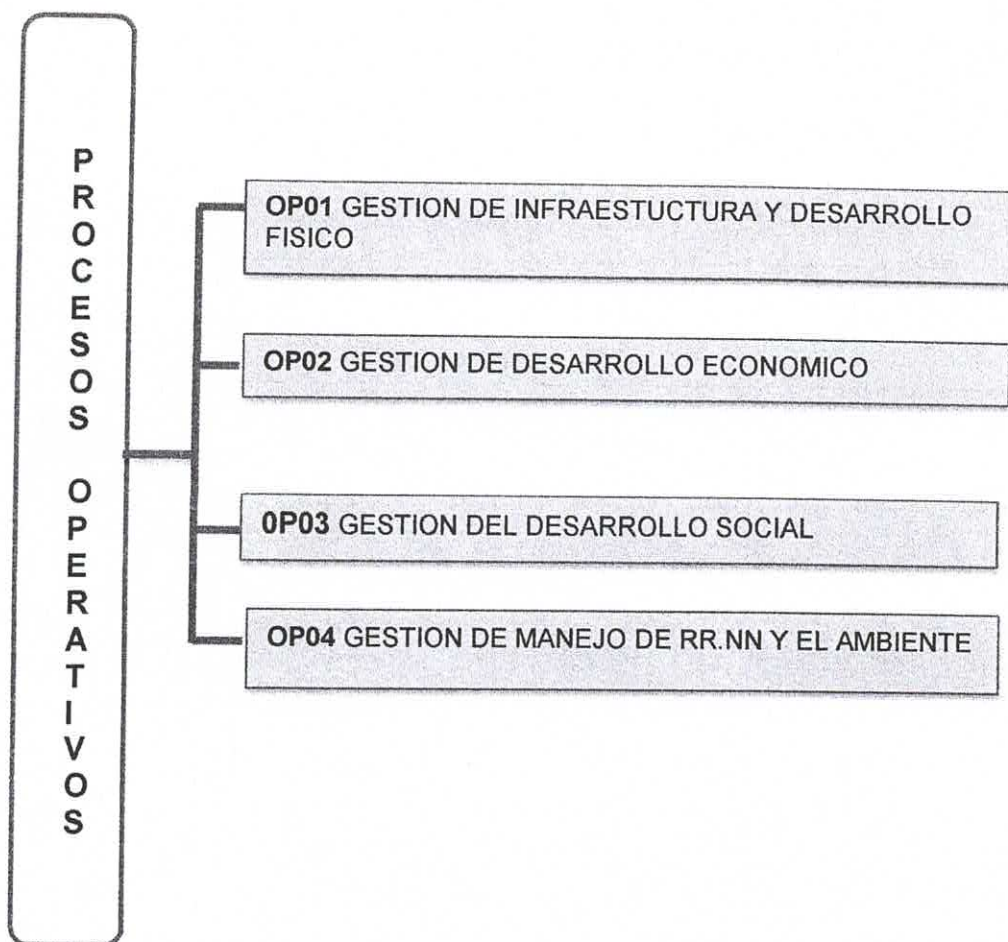 PROCESOS OPERATIVOS
OP01 GESTION DE INFRAESTUCTURA Y DESARROLLO
FISICO
OP02 GESTION DE DESARROLLO ECONOMICO
0P03 GESTION DEL DESARROLLO SOCIAL
OP04 GESTION DE MANEJO DE RR.NN Y EL AMBIENTE